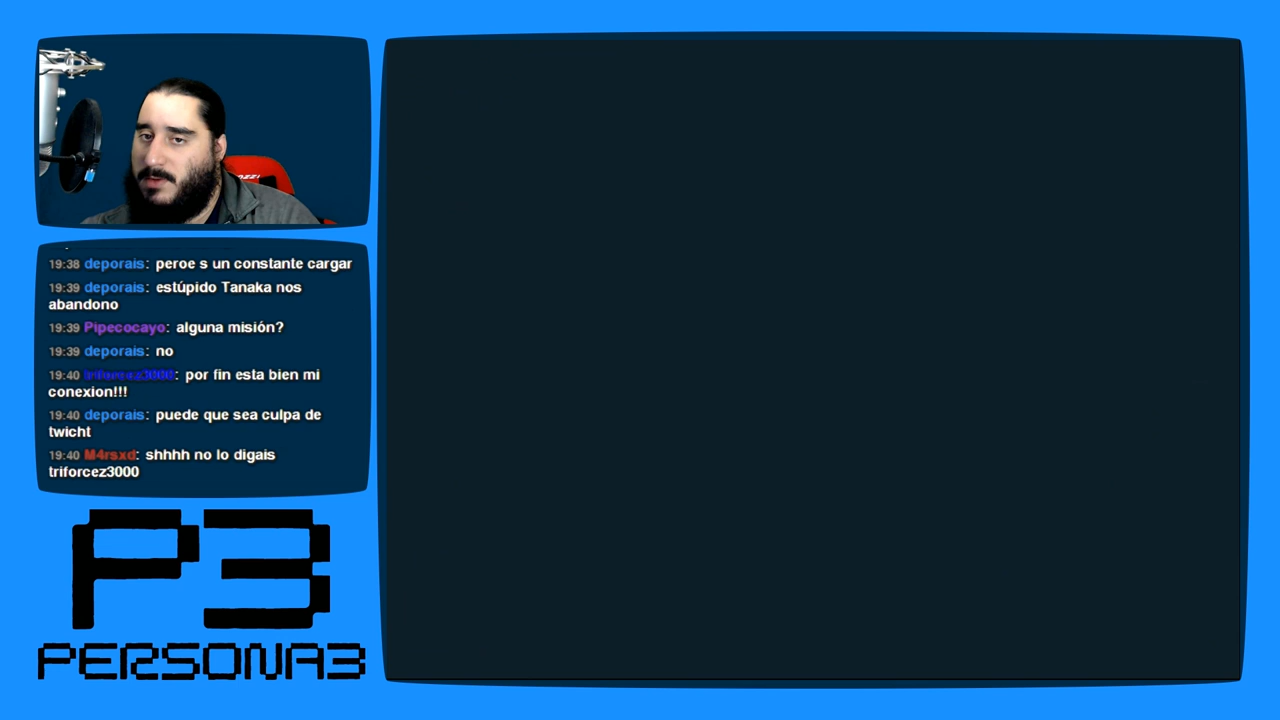 19:38 deporais: peroe s un constante cargar
19:39 deporais: estúpido Tanaka nos
abandono
19:39 Pipecocayo: alguna misión?
19:39 deporais: no
19:40 triforcez3000: por fin esta bien mi
conexion!!!
19:40 deporais: puede que sea culpa de
twicht
19:40 M4rsxd: shhhh no lo digais
triforcez3000
P3
PERSONA3